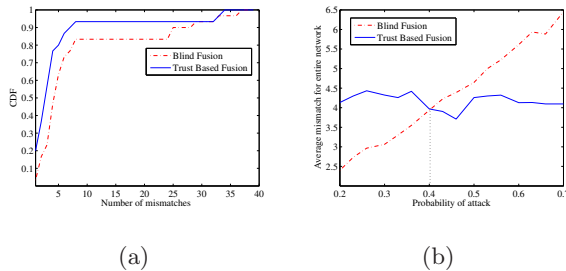 1
0.9
0.8
0.7
0.6
0.5
0.4
0.3
0.2
0.1
CDF
Blind Fusion
Trust Based Fusion
5 10 15 20 25 30 35 40
Number of mismatches
(a)
6.5
6
5.5
5
4.5
4
3.5
3
2.5
2
Average mismatch for entire network
Blind Fusion
Trust Based Fusion
0.2 0.3 0.4 0.5 0.6 0.7
Probability of attack
(b)